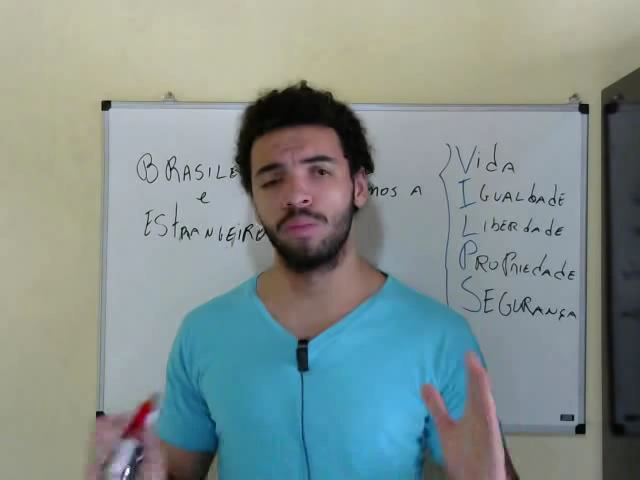 BRASILE
e
ESTRANGEIRO
mos A
VIDA
IGUALDADE
LIBERDADE
PROPRIEDADE
SEGURANÇA